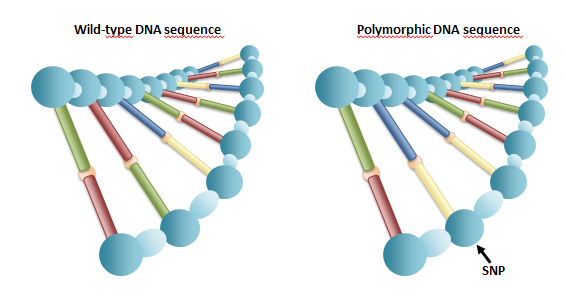 Wild-type DNA sequence
Polymorphic DNA sequence
SNP